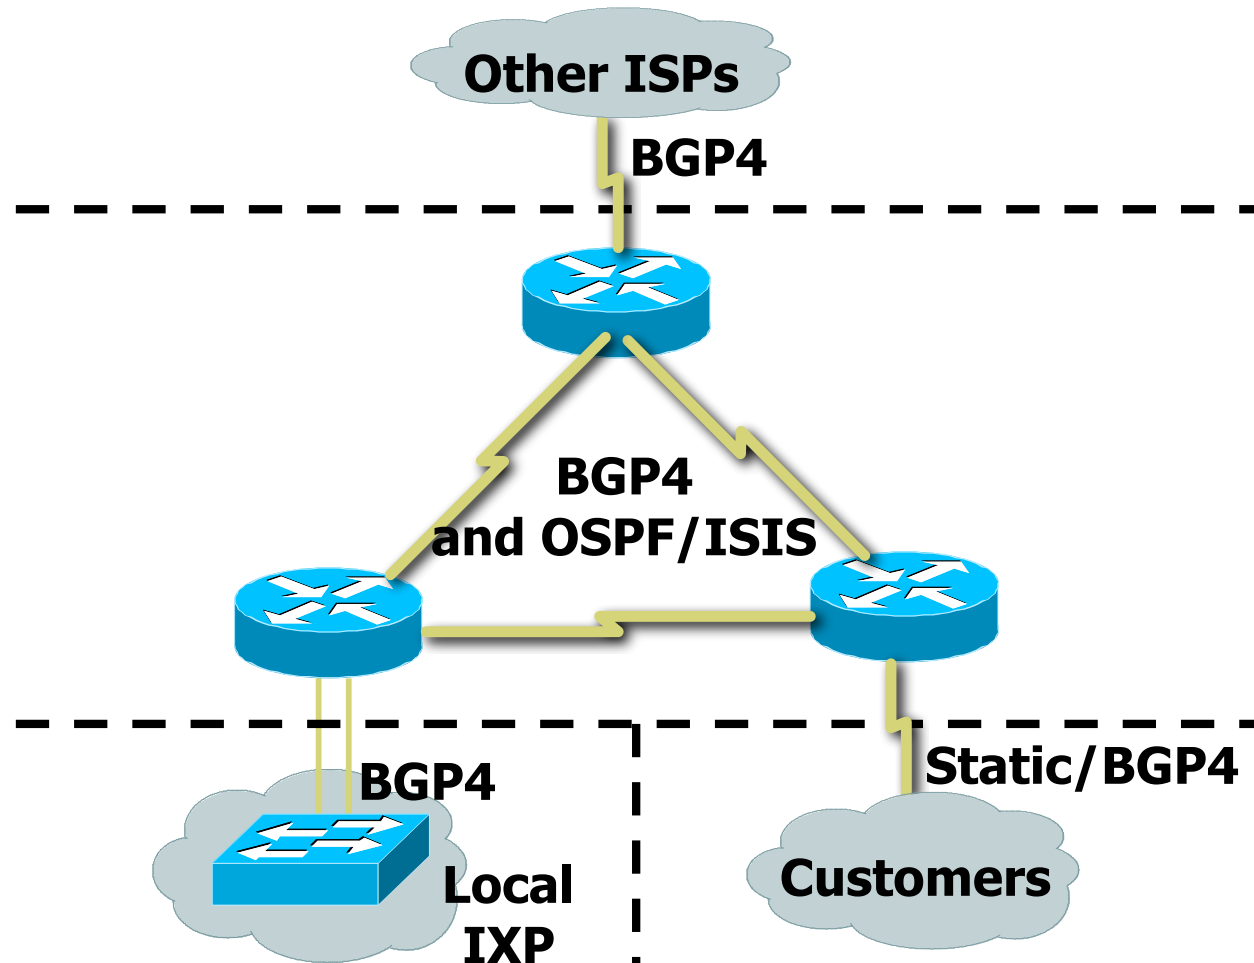 Other ISPs
BGP4
BGP4
and OSPF/ISIS
BGP4
Local
IXP
Static/BGP4
Customers